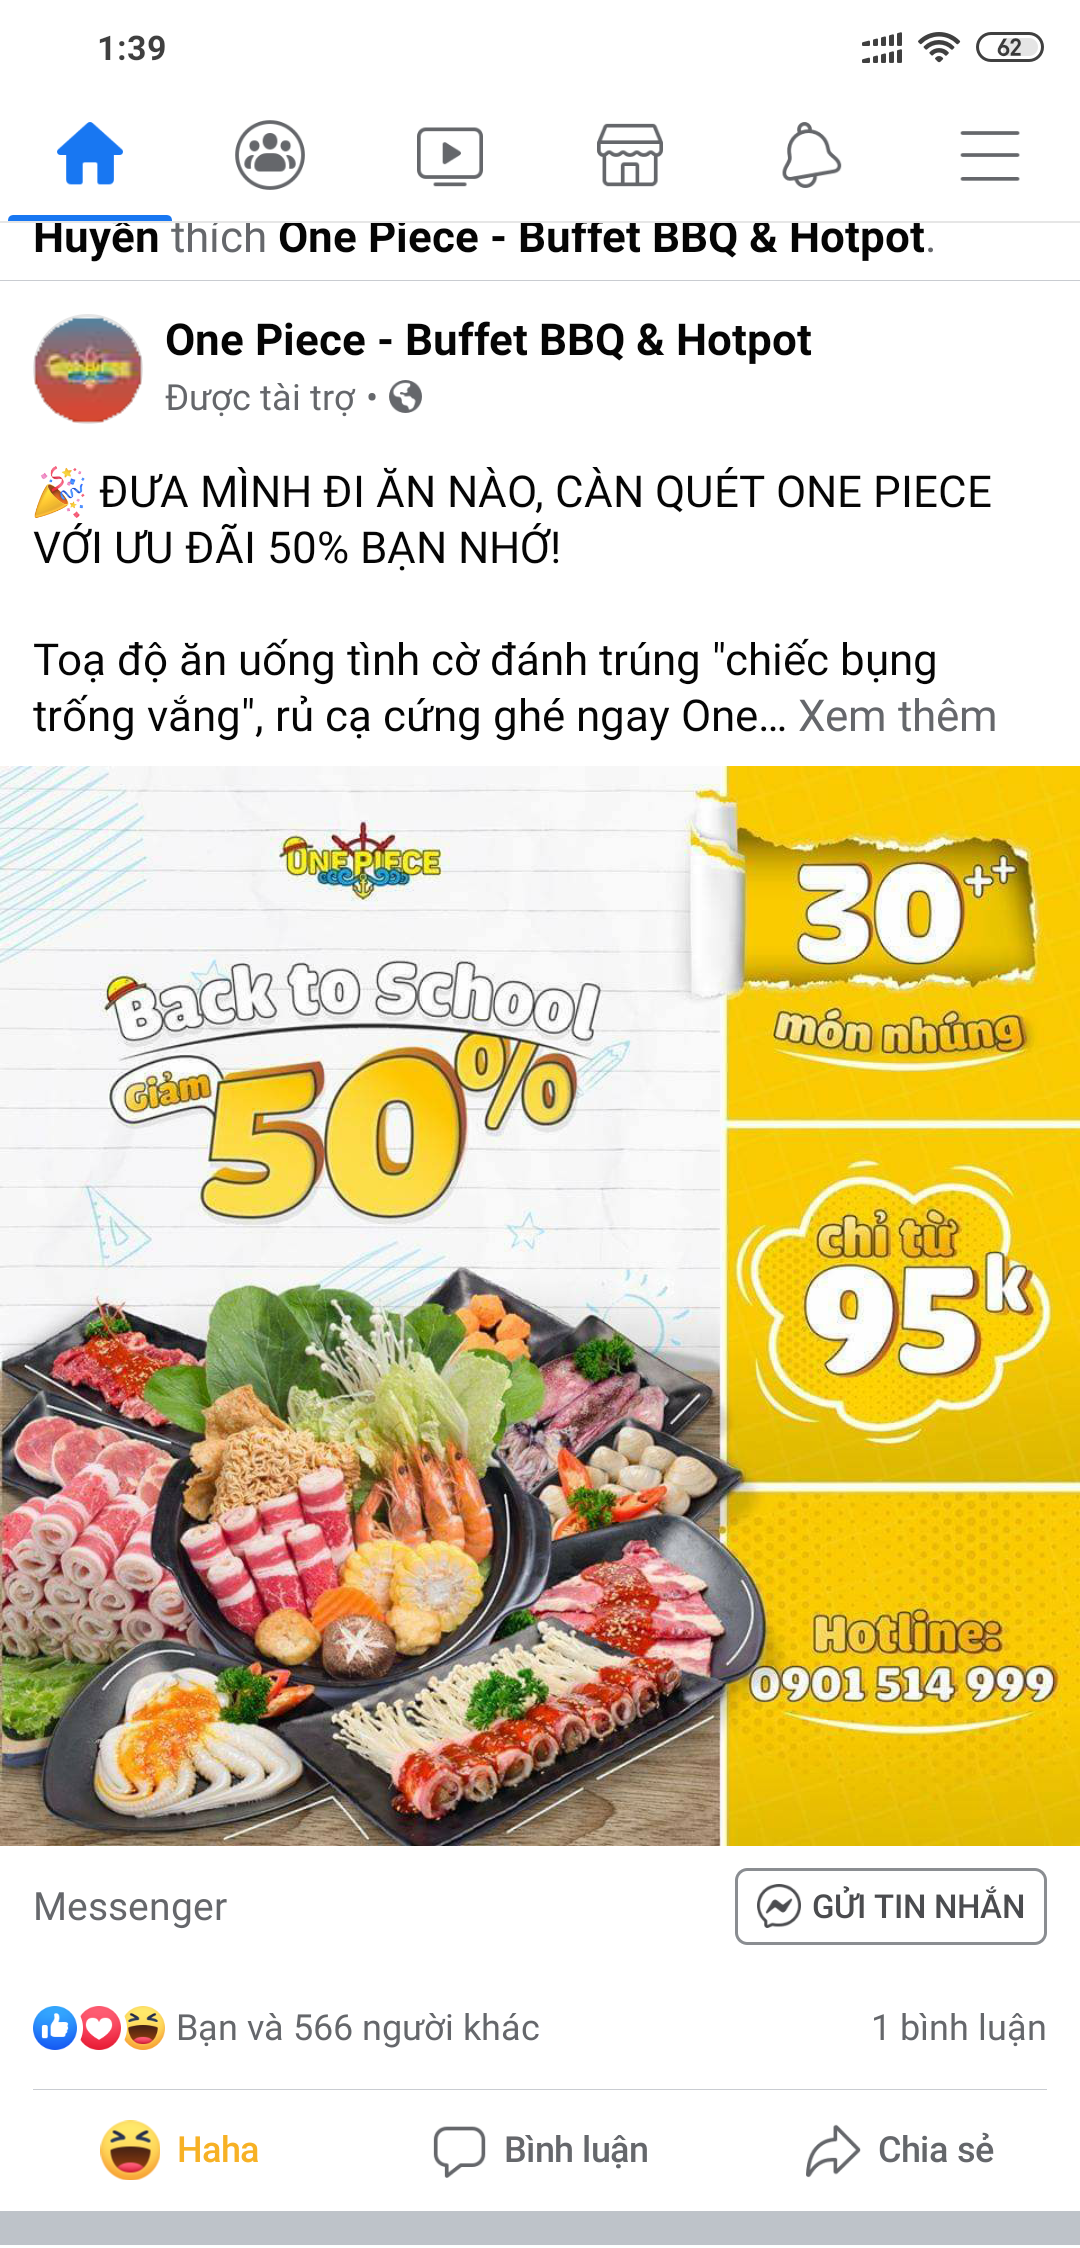 1:39
62
Huyền thích One Piece - Buffet BBQ & Hotpot.
One Piece - Buffet BBQ & Hotpot
Được tài trợ •
🎉 ĐƯA MÌNH ĐI ĂN NÀO, CÀN QUÉT ONE PIECE
VỚI ƯU ĐÃI 50% BẠN NHỚ!
Toạ độ ăn uống tình cờ đánh trúng "chiếc bụng
trống vắng", rủ cạ cứng ghé ngay One... Xem thêm
ONE PIECE
Back to School
Giảm 50%
30++
món nhúng
chỉ từ
95k
Hotline:
0901 514 999
Messenger
GỬI TIN NHẮN
Bạn và 566 người khác
1 bình luận
Haha
Bình luận
Chia sẻ